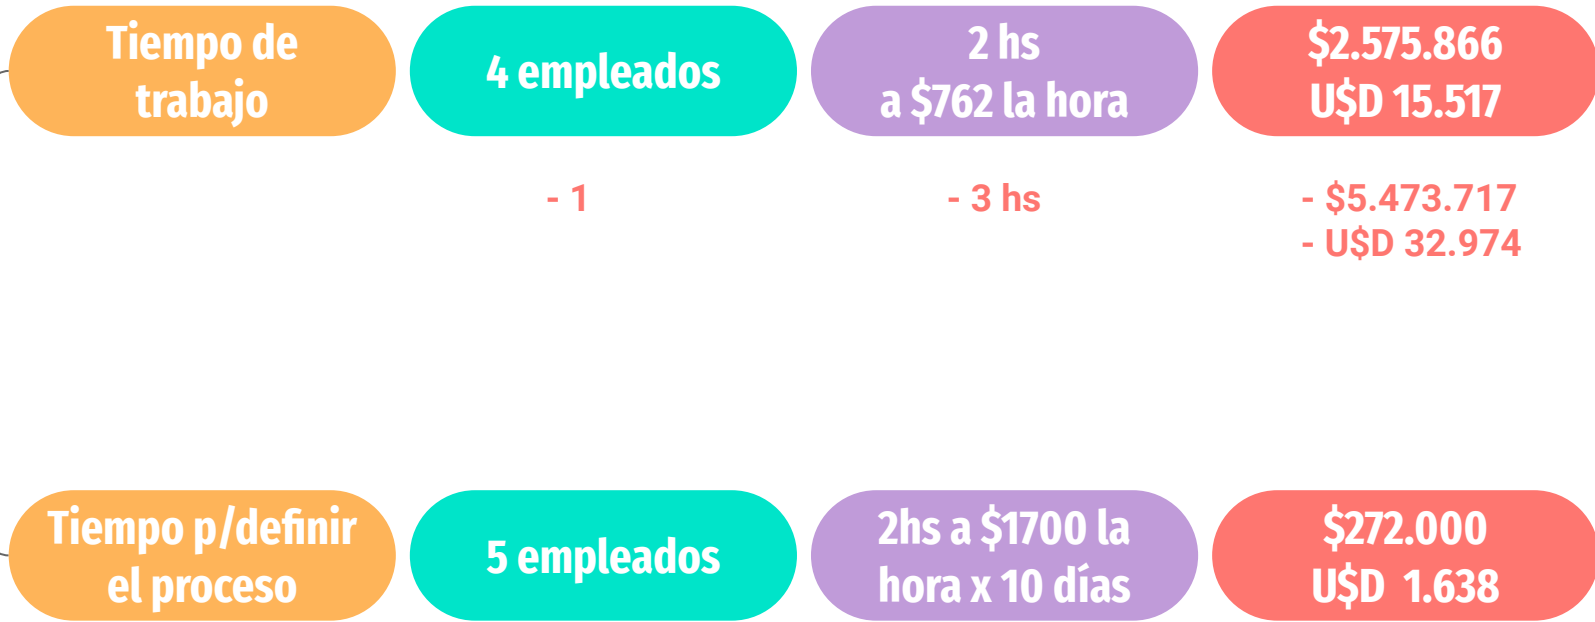 Tiempo de
trabajo
4 empleados
2 hs
a $762 la hora
$2.575.866
U$D 15.517
- 1
- 3 hs
- $5.473.717
- U$D 32.974
Tiempo p/definir
el proceso
5 empleados
2hs a $1700 la
hora x 10 días
$272.000
U$D 1.638